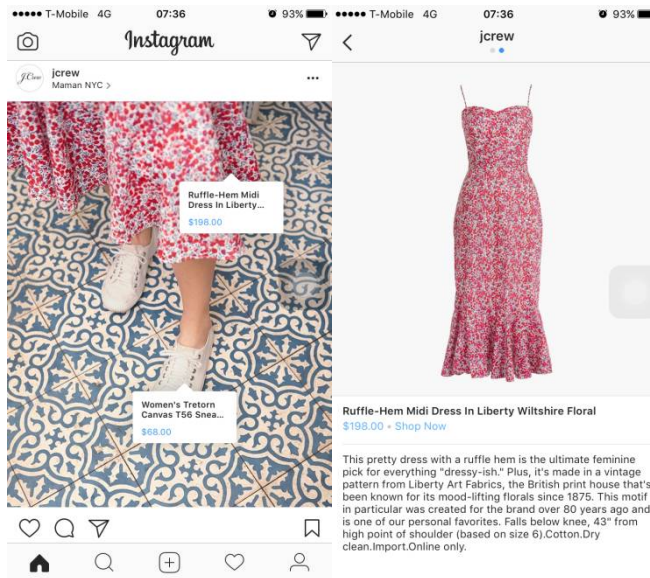 T-Mobile 4G 07:36 93%
Instagram
J.Crew
jcrew
Maman NYC >
Ruffle-Hem Midi
Dress In Liberty...
$198.00
Women's Tretorn
Canvas T56 Snea...
$68.00
T-Mobile 4G 07:36 93%
jcrew
Ruffle-Hem Midi Dress In Liberty Wiltshire Floral
$198.00 • Shop Now
This pretty dress with a ruffle hem is the ultimate feminine
pick for everything "dressy-ish." Plus, it's made in a vintage
pattern from Liberty Art Fabrics, the British print house that's
been known for its mood-lifting florals since 1875. This motif
in particular was created for the brand over 80 years ago and
is one of our personal favorites. Falls below knee, 43" from
high point of shoulder (based on size 6).Cotton.Dry
clean.Import.Online only.